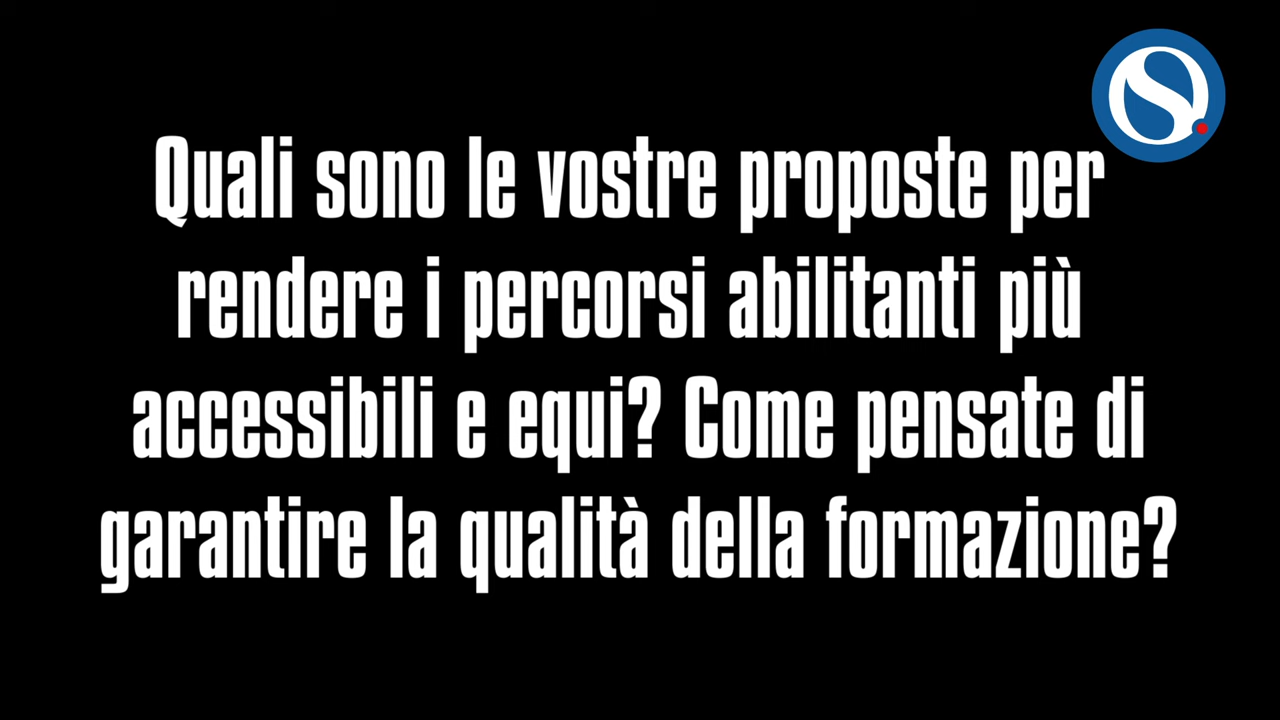 Quali sono le vostre proposte per
rendere i percorsi abilitanti più
accessibili e equi? Come pensate di
garantire la qualità della formazione?